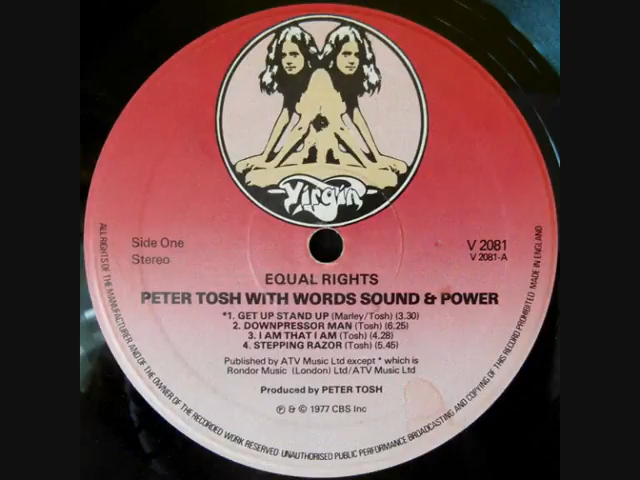 Virgin
Side One
Stereo
V 2081
V 2081-A
EQUAL RIGHTS
PETER TOSH WITH WORDS SOUND & POWER
*1. GET UP STAND UP (Marley/Tosh) (3.30)
2. DOWNPRESSOR MAN (Tosh) (6.25)
3. I AM THAT I AM (Tosh) (4.28)
4. STEPPING RAZOR (Tosh) (5.45)
Published by ATV Music Ltd except * which is
Rondor Music (London) Ltd/ATV Music Ltd
Produced by PETER TOSH
℗ & © 1977 CBS Inc
ALL RIGHTS OF THE MANUFACTURER AND OF THE OWNER OF THE RECORDED WORK RESERVED UNAUTHORISED PUBLIC PERFORMANCE BROADCASTING AND COPYING OF THIS RECORD PROHIBITED MADE IN ENGLAND